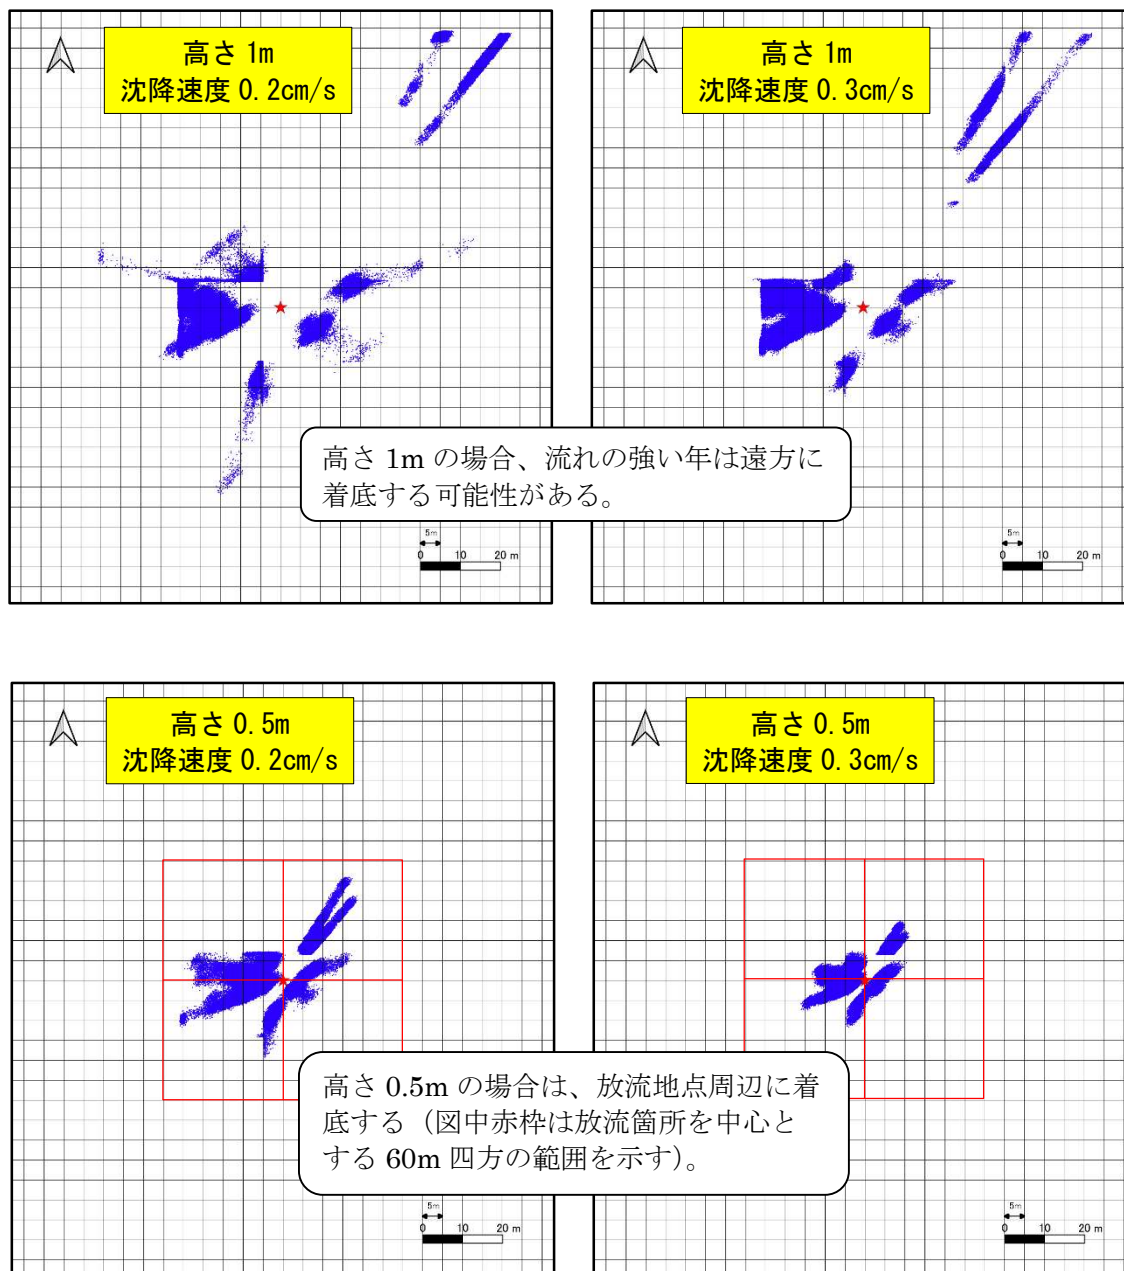 高さ 1m
沈降速度 0.2cm/s
高さ 1m
沈降速度 0.3cm/s
高さ 1m の場合、流れの強い年は遠方に
着底する可能性がある。
5m
0 10 20 m
5m
0 10 20 m
高さ 0.5m
沈降速度 0.2cm/s
高さ 0.5m
沈降速度 0.3cm/s
高さ 0.5m の場合は、放流地点周辺に着
底する（図中赤枠は放流箇所を中心と
する 60m 四方の範囲を示す）。
5m
0 10 20 m
5m
0 10 20 m